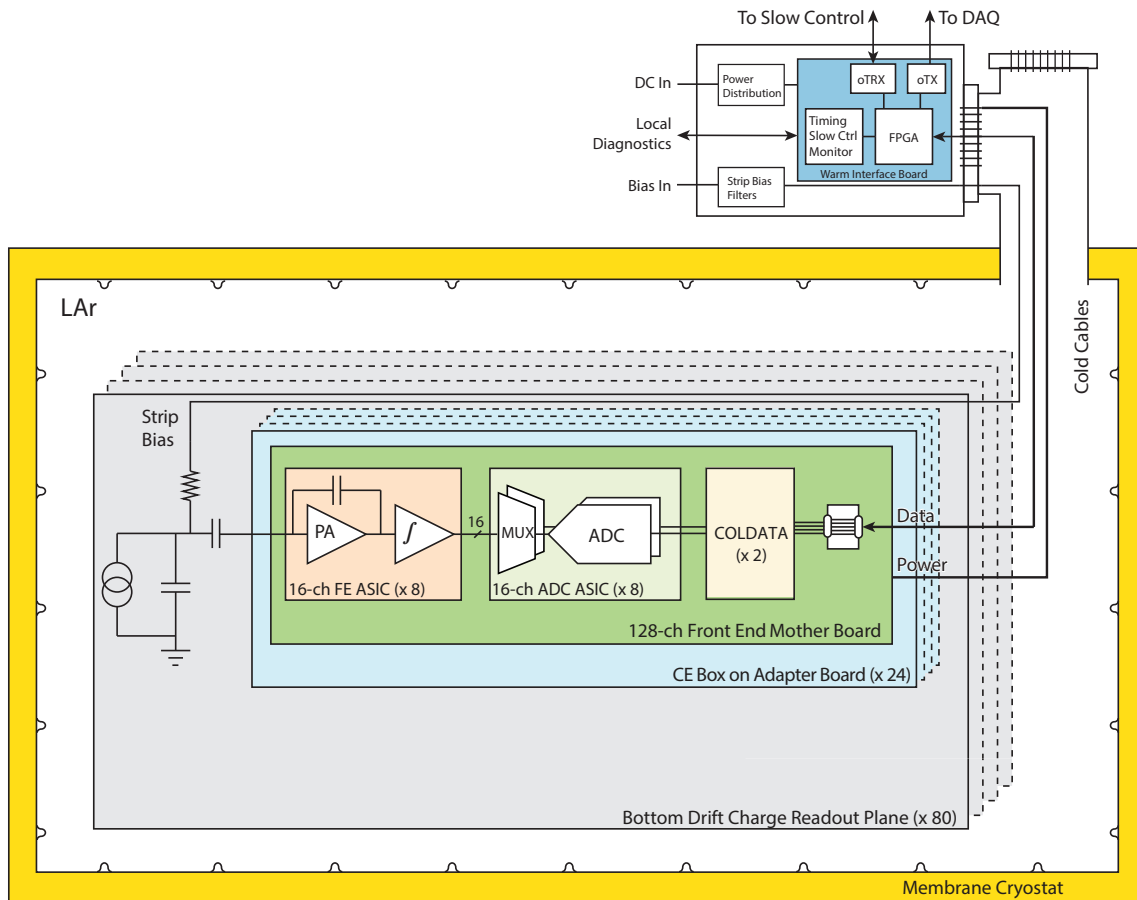 To Slow Control
To DAQ
DC In
Power
Distribution
oTRX
oTX
Local
Diagnostics
Timing
Slow Ctrl
Monitor
FPGA
Warm Interface Board
Bias In
Strip Bias
Filters
LAr
Cold Cables
Strip
Bias
PA
∫
16
MUX
ADC
COLDATA
(x 2)
Data
Power
16-ch FE ASIC (x 8)
16-ch ADC ASIC (x 8)
128-ch Front End Mother Board
CE Box on Adapter Board (x 24)
Bottom Drift Charge Readout Plane (x 80)
Membrane Cryostat